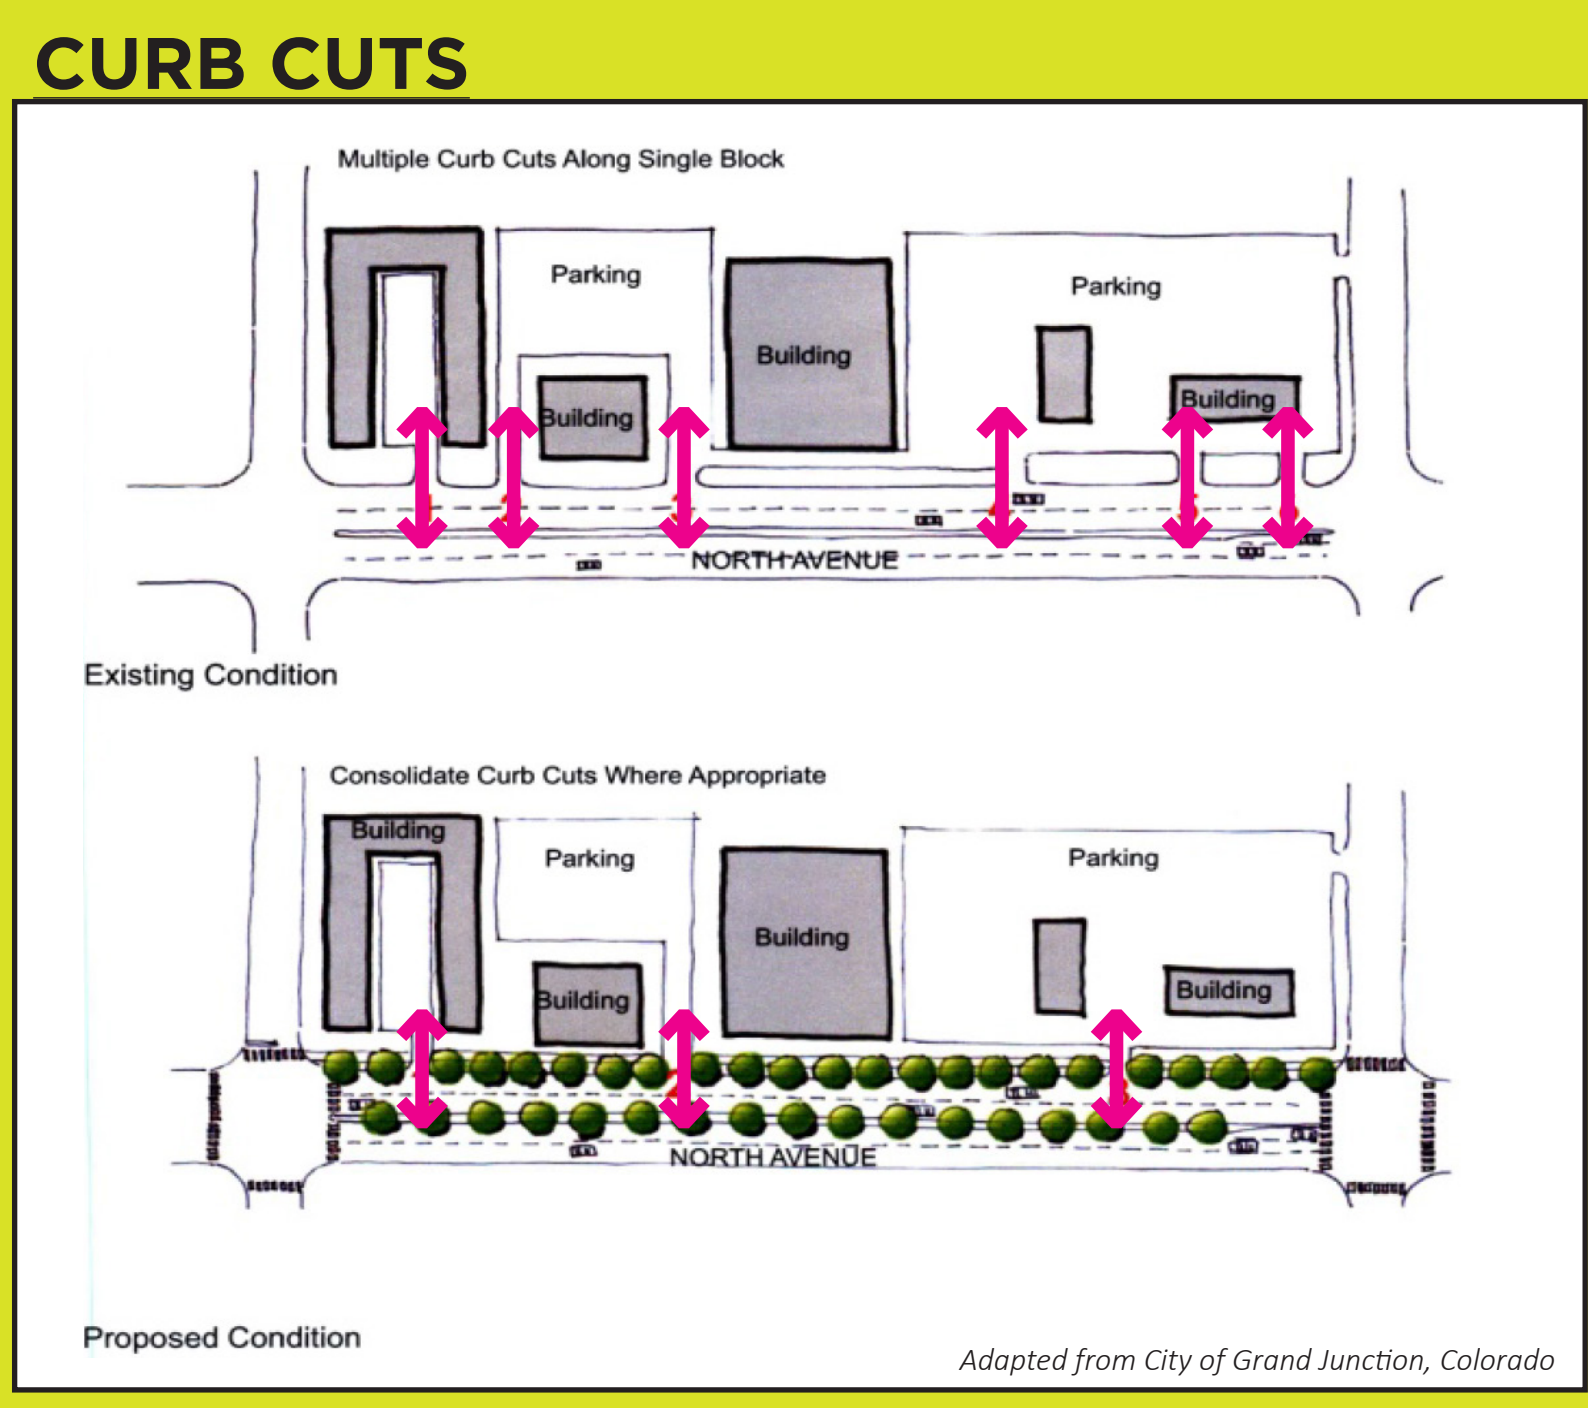 CURB CUTS
Multiple Curb Cuts Along Single Block
Parking
Parking
Building
Building
Building
NORTH AVENUE
Existing Condition
Consolidate Curb Cuts Where Appropriate
Building
Parking
Parking
Building
Building
Building
NORTH AVENUE
Proposed Condition
Adapted from City of Grand Junction, Colorado